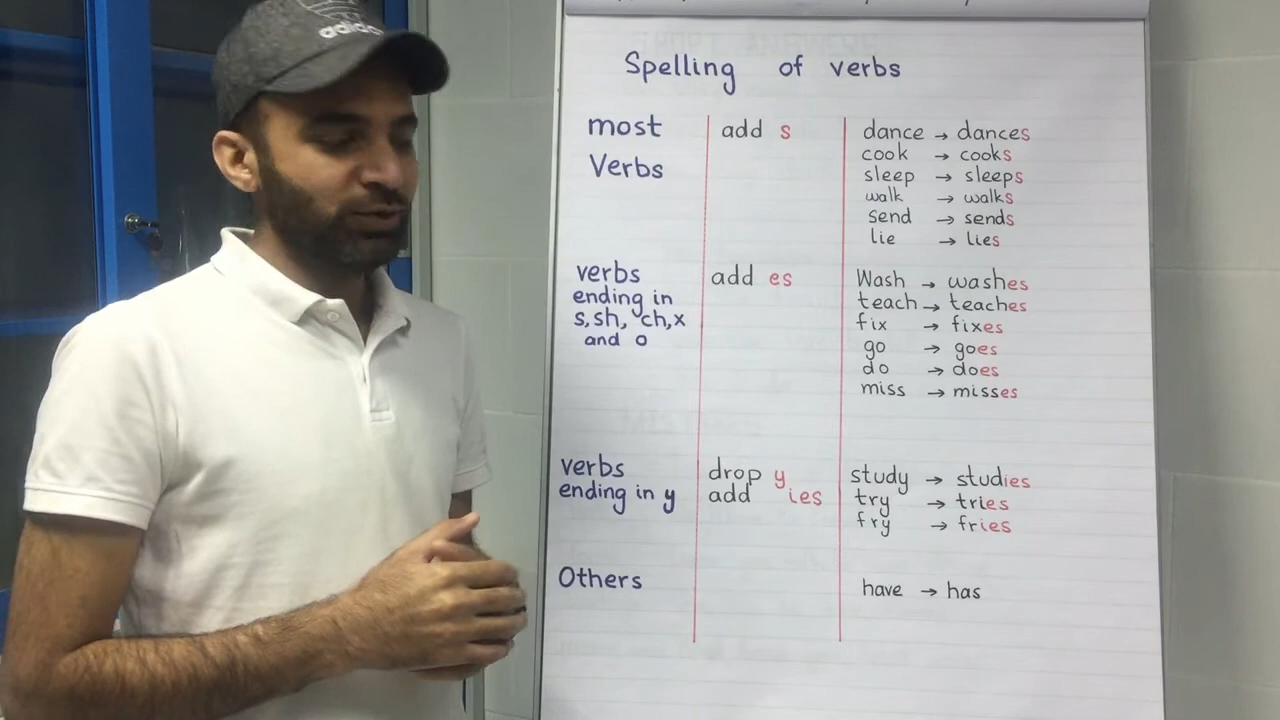 adidas
Spelling of verbs
most
Verbs
add s
dance → dances
cook → cooks
sleep → sleeps
walk → walks
send → sends
lie → lies
verbs
ending in
s, sh, ch, x
and o
add es
Wash → washes
teach → teaches
fix → fixes
go → goes
do → does
miss → misses
verbs
ending in y
drop y
add ies
study → studies
try → tries
fry → fries
Others
have → has